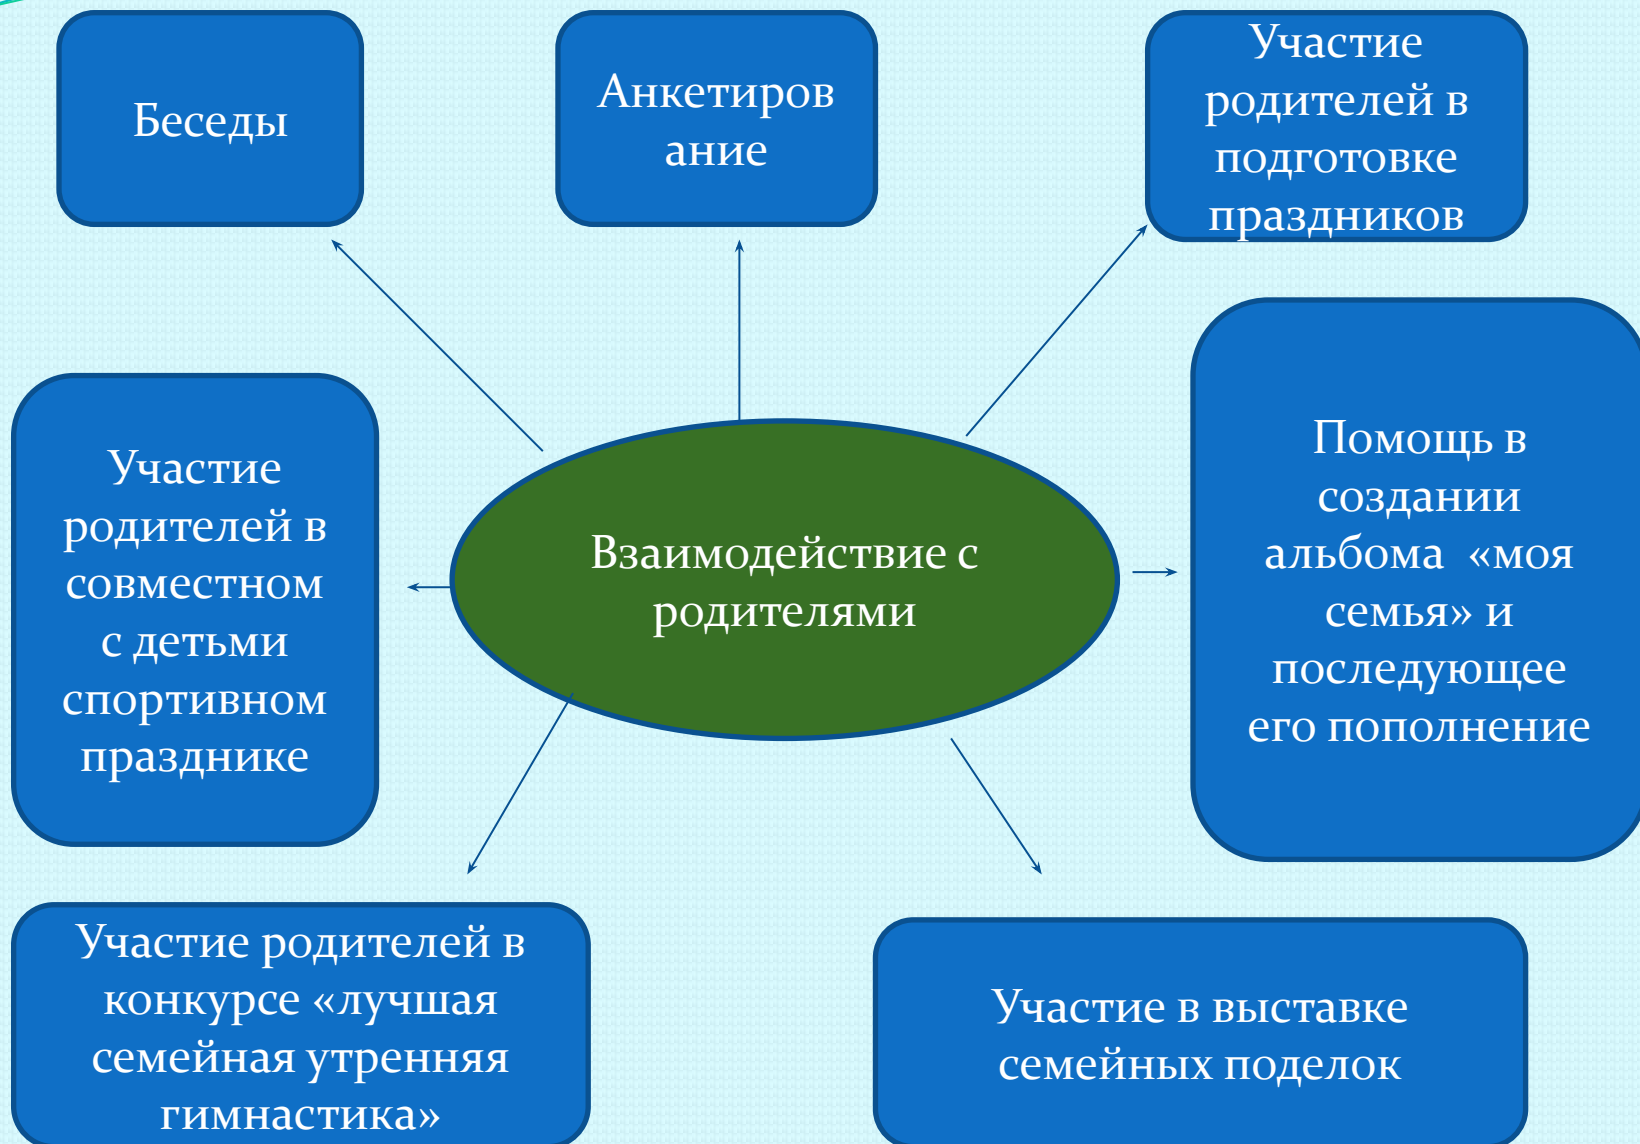 Беседы
Анкетиров
ание
Участие
родителей в
подготовке
праздников
Участие
родителей в
совместном
с детьми
спортивном
празднике
Взаимодействие с
родителями
Помощь в
создании
альбома «моя
семья» и
последующее
его пополнение
Участие родителей в
конкурсе «лучшая
семейная утренняя
гимнастика»
Участие в выставке
семейных поделок